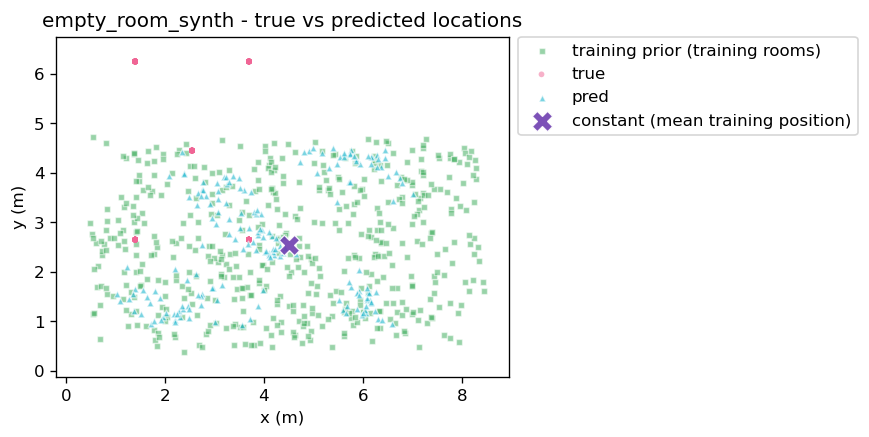 empty_room_synth - true vs predicted locations
training prior (training rooms)
true
pred
constant (mean training position)
y (m)
6
5
4
3
2
1
0
0 2 4 6 8
x (m)